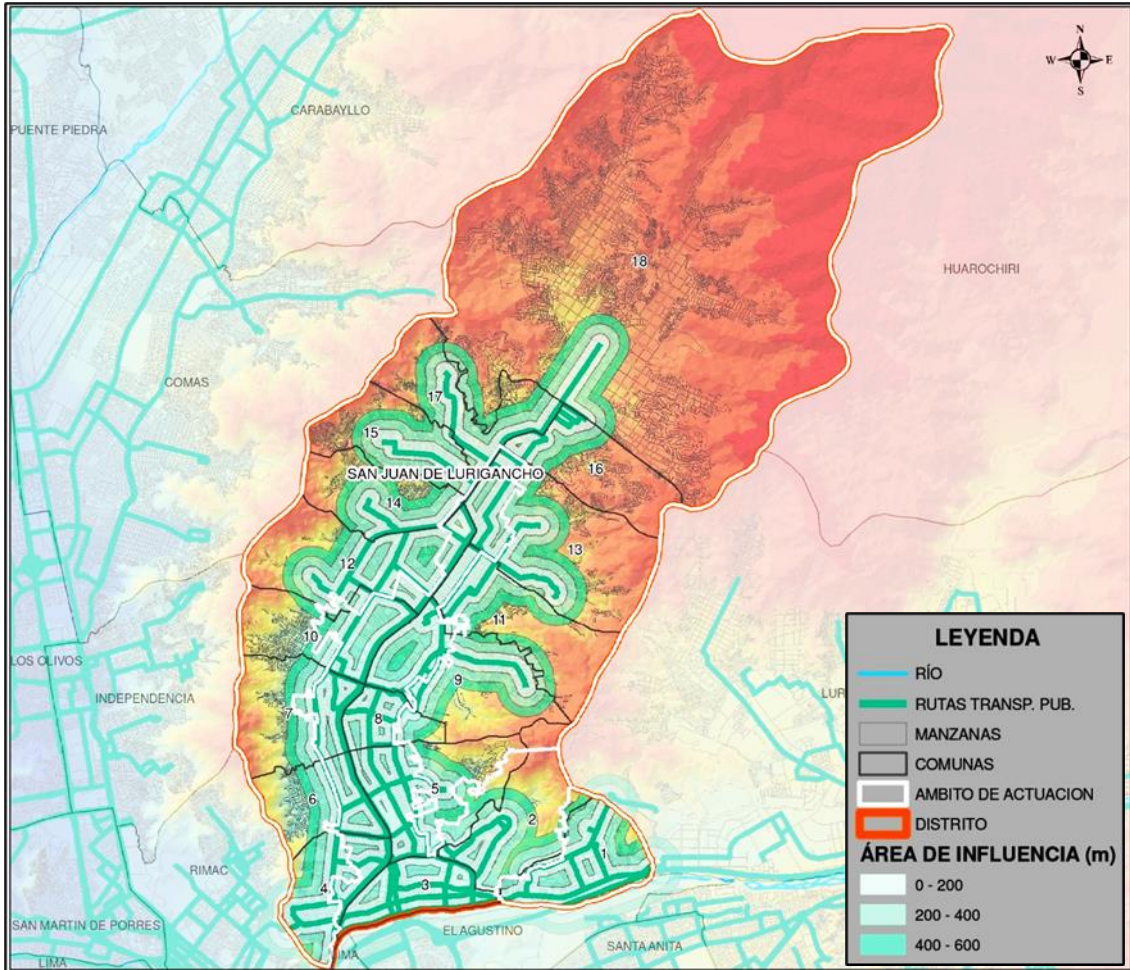 N
W E
S
CARABAYLLO
PUENTE PIEDRA
18
HUAROCHIRI
COMAS
17
15
16
SAN JUAN DE LURIGANCHO
14
13
12
11
10
LOS OLIVOS
9
INDEPENDENCIA
LUR
7
8
5
6
2
1
RIMAC
4
3
SAN MARTIN DE PORRES
EL AGUSTINO
SANTA ANITA
LIMA
IMA
LEYENDA
RÍO
RUTAS TRANSP. PUB.
MANZANAS
COMUNAS
AMBITO DE ACTUACION
DISTRITO
ÁREA DE INFLUENCIA (m)
0 - 200
200 - 400
400 - 600